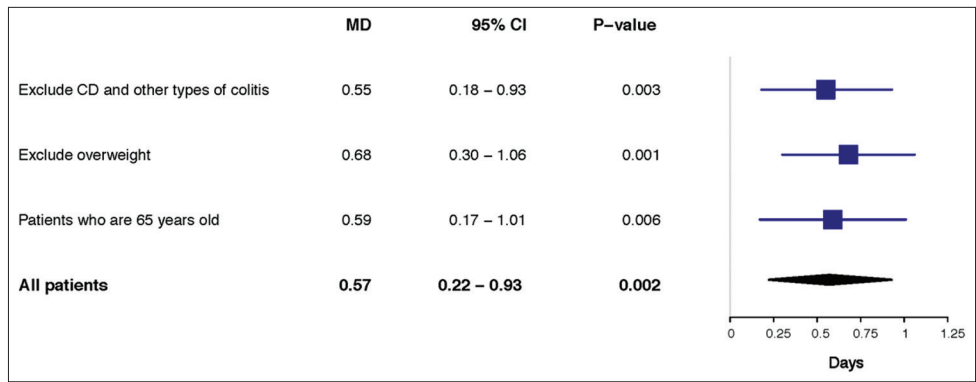 MD 95% CI P–value
Exclude CD and other types of colitis 0.55 0.18 – 0.93 0.003
Exclude overweight 0.68 0.30 – 1.06 0.001
Patients who are 65 years old 0.59 0.17 – 1.01 0.006
All patients 0.57 0.22 – 0.93 0.002
0 0.25 0.5 0.75 1 1.25
Days